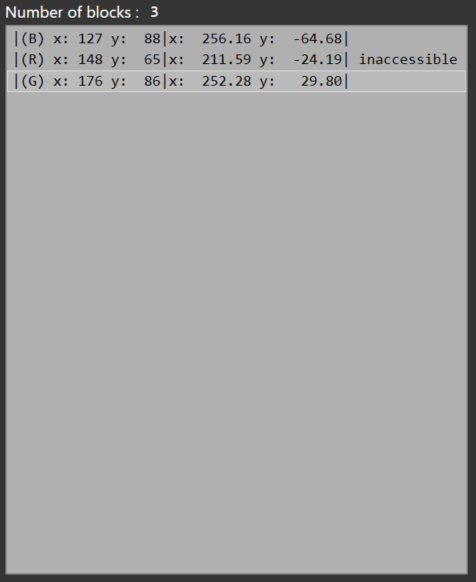 Number of blocks : 3
|(B) x: 127 y:  88|x:  256.16 y:  -64.68|
|(R) x: 148 y:  65|x:  211.59 y:  -24.19| inaccessible
|(G) x: 176 y:  86|x:  252.28 y:   29.80|